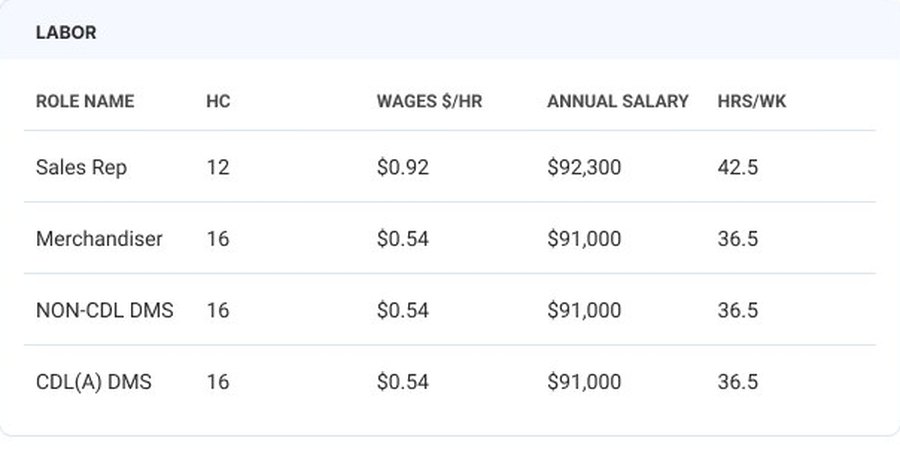 LABOR
ROLE NAME HC WAGES $/HR ANNUAL SALARY HRS/WK
Sales Rep 12 $0.92 $92,300 42.5
Merchandiser 16 $0.54 $91,000 36.5
NON-CDL DMS 16 $0.54 $91,000 36.5
CDL(A) DMS 16 $0.54 $91,000 36.5